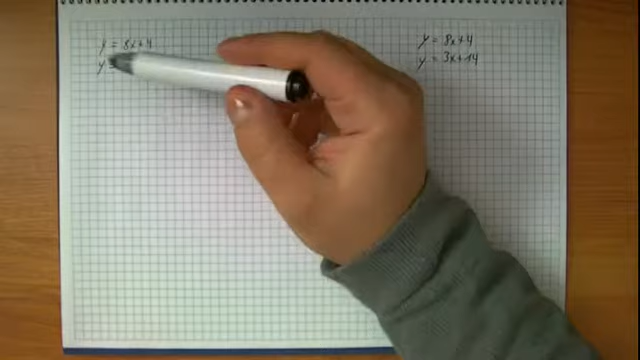 y = 8x+4
y =
y = 8x+4
y = 3x+14